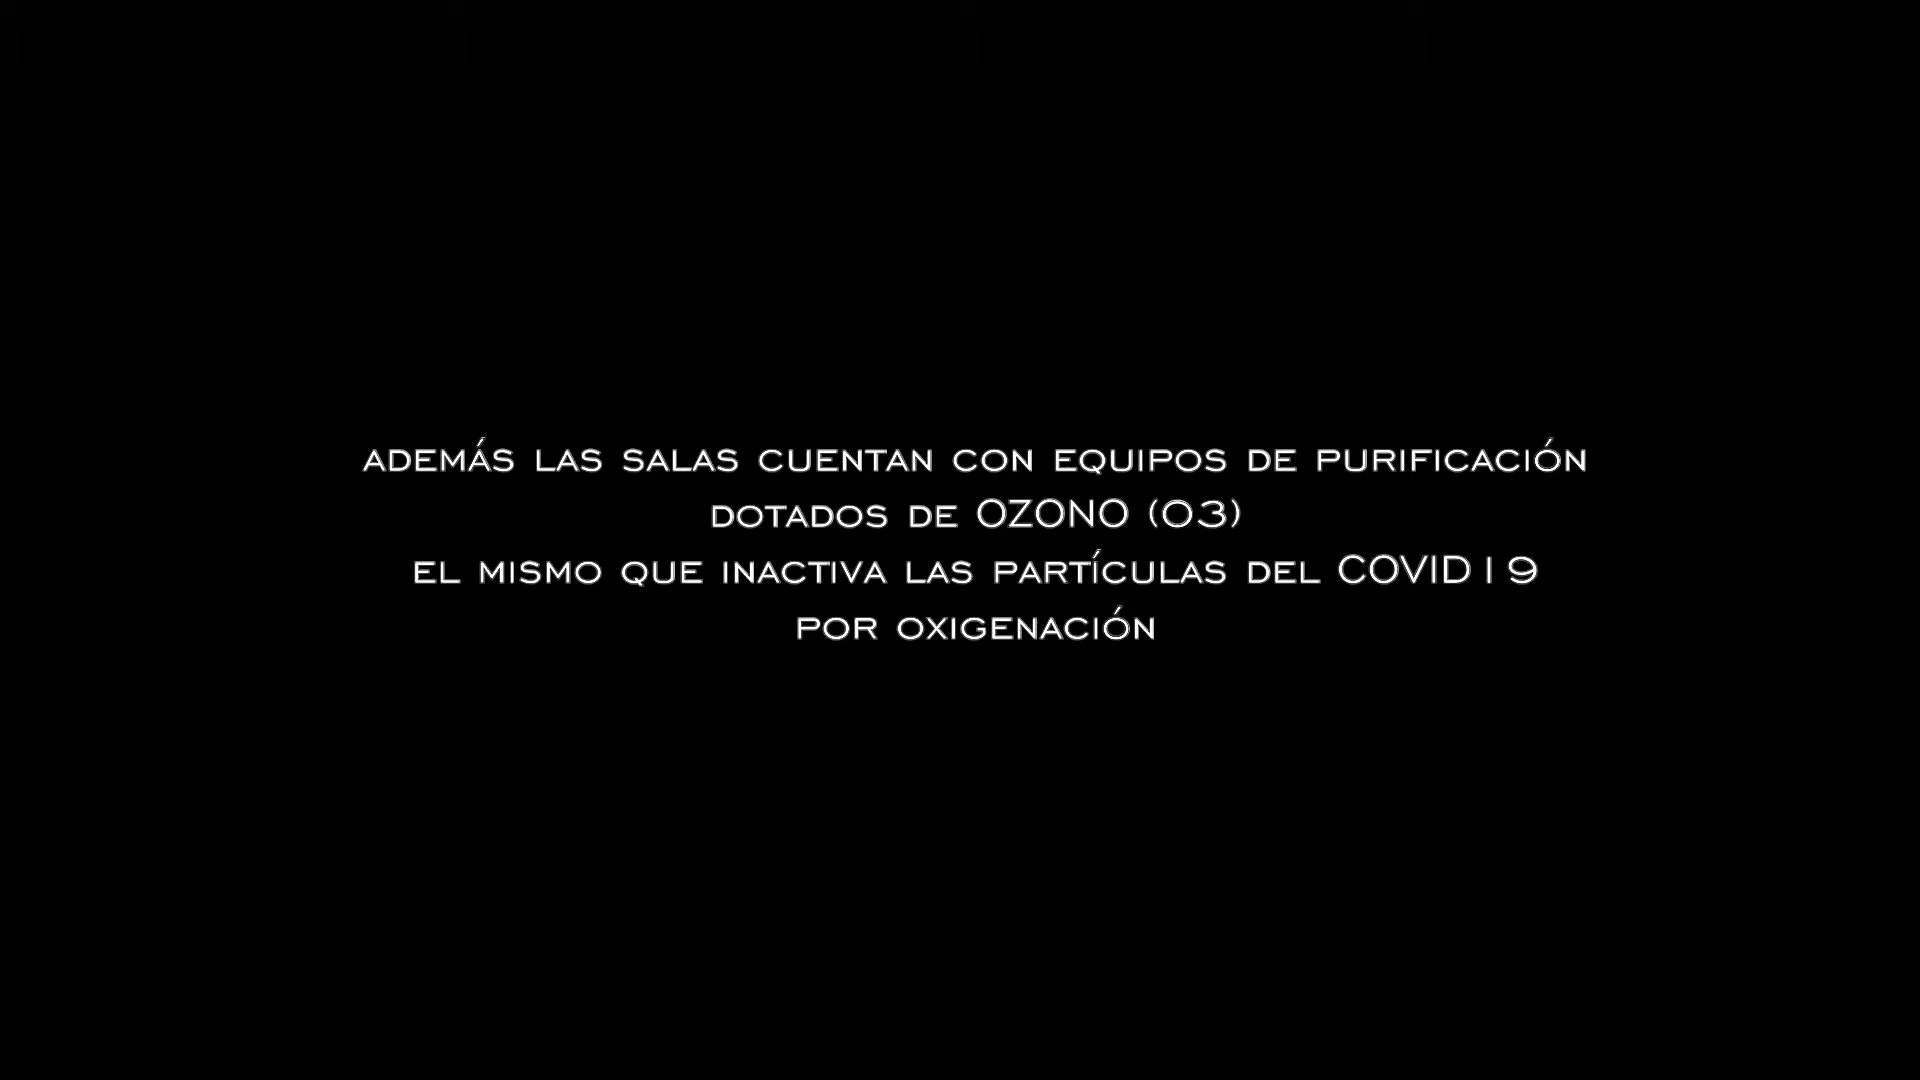 ADEMÁS LAS SALAS CUENTAN CON EQUIPOS DE PURIFICACIÓN
DOTADOS DE OZONO (O3)
EL MISMO QUE INACTIVA LAS PARTÍCULAS DEL COVID19
POR OXIGENACIÓN